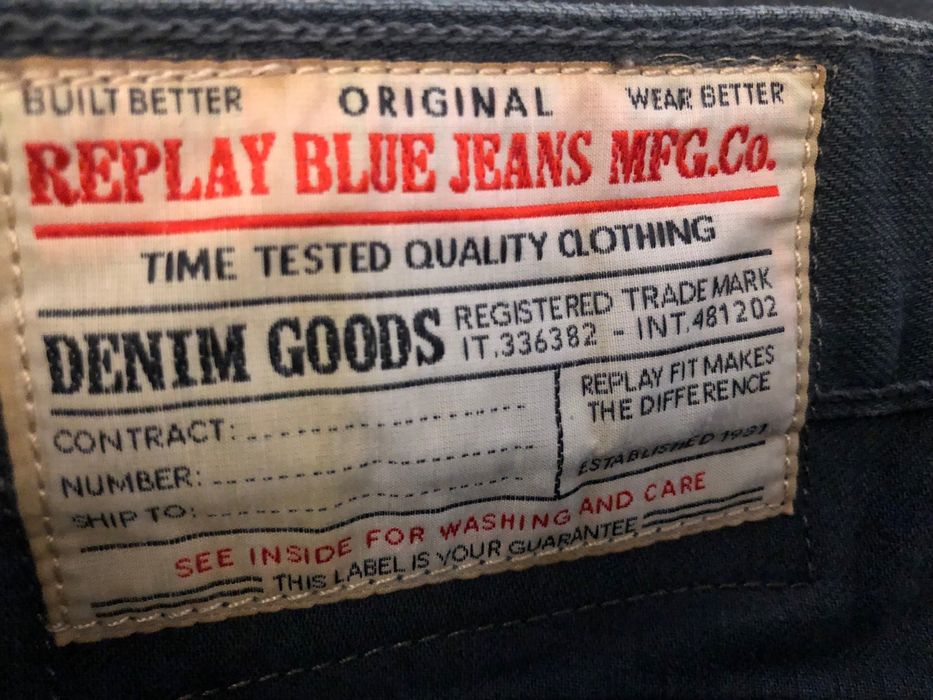 BUILT BETTER ORIGINAL WEAR BETTER
REPLAY BLUE JEANS MFG.Co.
TIME TESTED QUALITY CLOTHING
DENIM GOODS
REGISTERED TRADEMARK
IT.336382 - INT.481202
CONTRACT:
NUMBER:
SHIP TO:
REPLAY FIT MAKES
THE DIFFERENCE
ESTABLISHED 1981
SEE INSIDE FOR WASHING AND CARE
THIS LABEL IS YOUR GUARANTEE